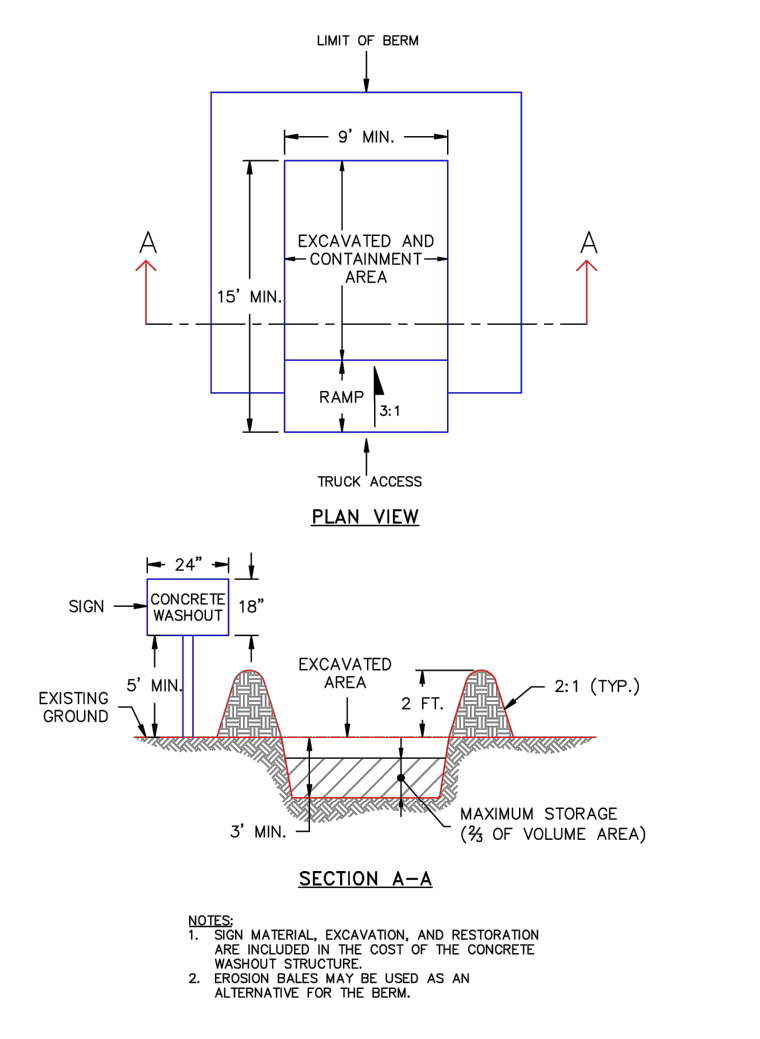 LIMIT OF BERM
9' MIN.
A
A
EXCAVATED AND
CONTAINMENT
AREA
15' MIN.
RAMP
3:1
TRUCK ACCESS
PLAN VIEW
24"
SIGN
CONCRETE
WASHOUT
18"
5' MIN.
EXCAVATED
AREA
2 FT.
2:1 (TYP.)
EXISTING
GROUND
3' MIN.
MAXIMUM STORAGE
(⅔ OF VOLUME AREA)
SECTION A-A
NOTES:
1. SIGN MATERIAL, EXCAVATION, AND RESTORATION
ARE INCLUDED IN THE COST OF THE CONCRETE
WASHOUT STRUCTURE.
2. EROSION BALES MAY BE USED AS AN
ALTERNATIVE FOR THE BERM.